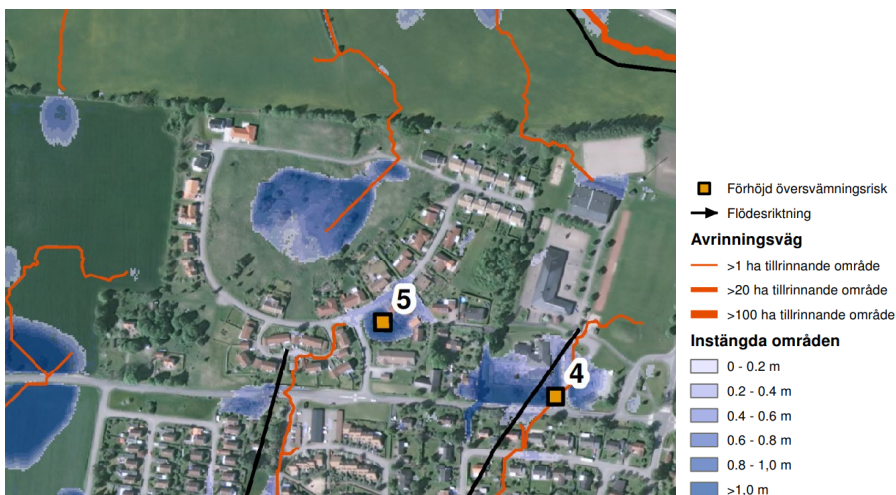 5
4
Förhöjd översvämningsrisk
Flödesriktning
Avrinningsväg
>1 ha tillrinnande område
>20 ha tillrinnande område
>100 ha tillrinnande område
Instängda områden
0 - 0.2 m
0.2 - 0.4 m
0.4 - 0.6 m
0.6 - 0.8 m
0.8 - 1,0 m
>1,0 m